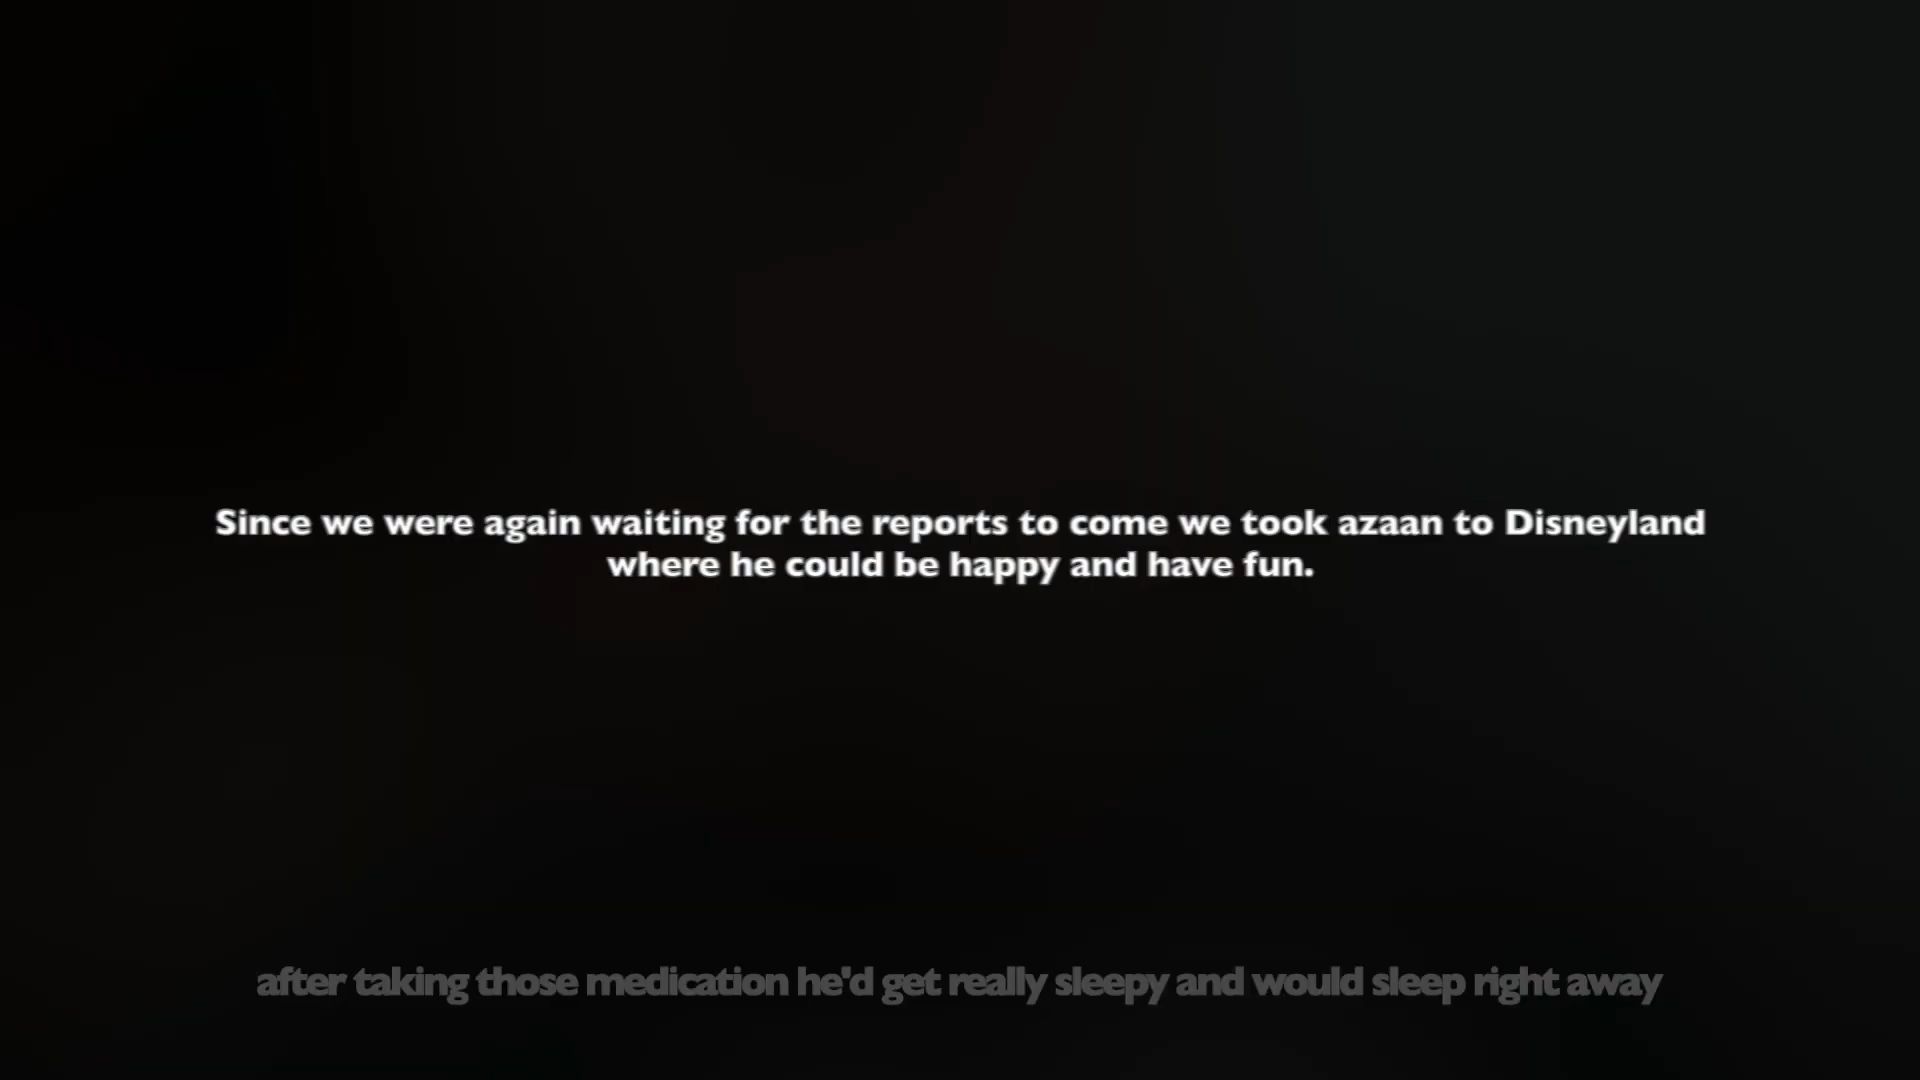 Since we were again waiting for the reports to come we took azaan to Disneyland
where he could be happy and have fun.
after taking those medication he'd get really sleepy and would sleep right away